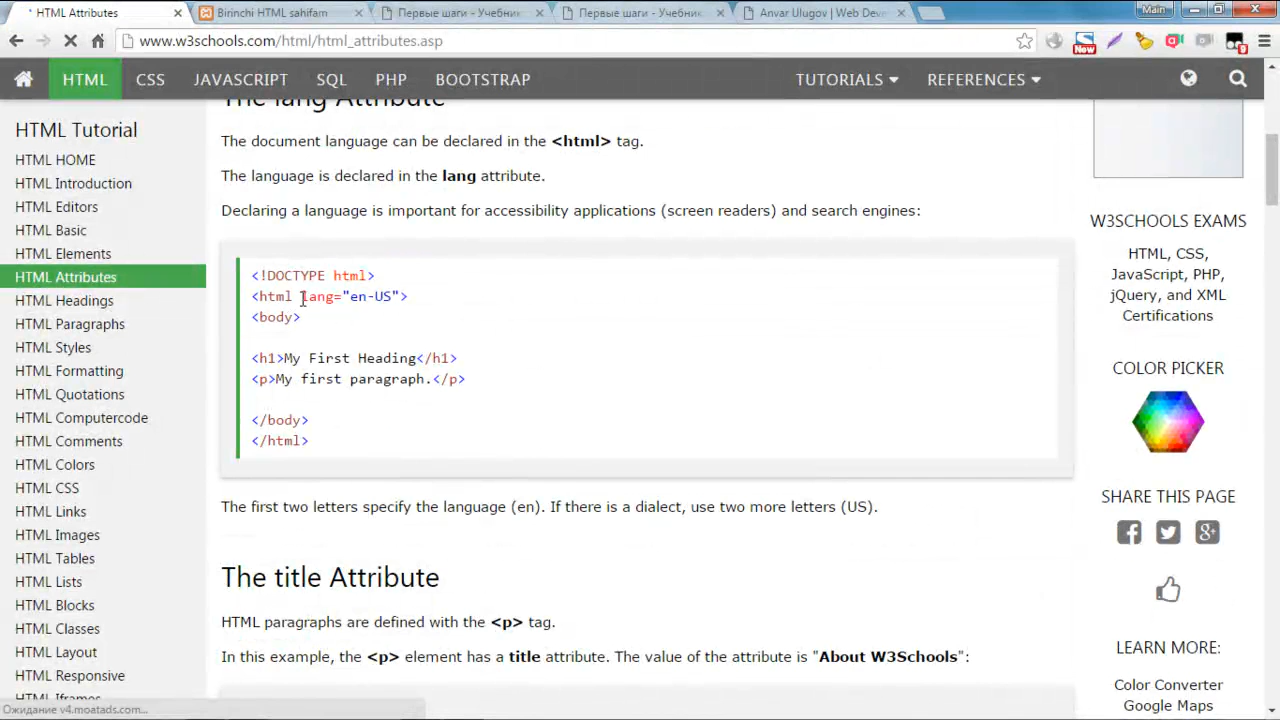 HTML Attributes
Birinchi HTML sahifam
Первые шаги - Учебник
Первые шаги - Учебник
Anvar Ulugov | Web Dev
Main
www.w3schools.com/html/html_attributes.asp
New
HTML
CSS
JAVASCRIPT
SQL
PHP
BOOTSTRAP
TUTORIALS
REFERENCES
HTML Tutorial
HTML HOME
HTML Introduction
HTML Editors
HTML Basic
HTML Elements
HTML Attributes
HTML Headings
HTML Paragraphs
HTML Styles
HTML Formatting
HTML Quotations
HTML Computercode
HTML Comments
HTML Colors
HTML CSS
HTML Links
HTML Images
HTML Tables
HTML Lists
HTML Blocks
HTML Classes
HTML Layout
HTML Responsive
HTML Iframes
Ожидание v4.moatads.com...
The lang Attribute
The document language can be declared in the <html> tag.
The language is declared in the lang attribute.
Declaring a language is important for accessibility applications (screen readers) and search engines:
<!DOCTYPE html>
<html lang="en-US">
<body>
<h1>My First Heading</h1>
<p>My first paragraph.</p>
</body>
</html>
The first two letters specify the language (en). If there is a dialect, use two more letters (US).
The title Attribute
HTML paragraphs are defined with the <p> tag.
In this example, the <p> element has a title attribute. The value of the attribute is "About W3Schools":
W3SCHOOLS EXAMS
HTML, CSS,
JavaScript, PHP,
jQuery, and XML
Certifications
COLOR PICKER
SHARE THIS PAGE
LEARN MORE:
Color Converter
Google Maps